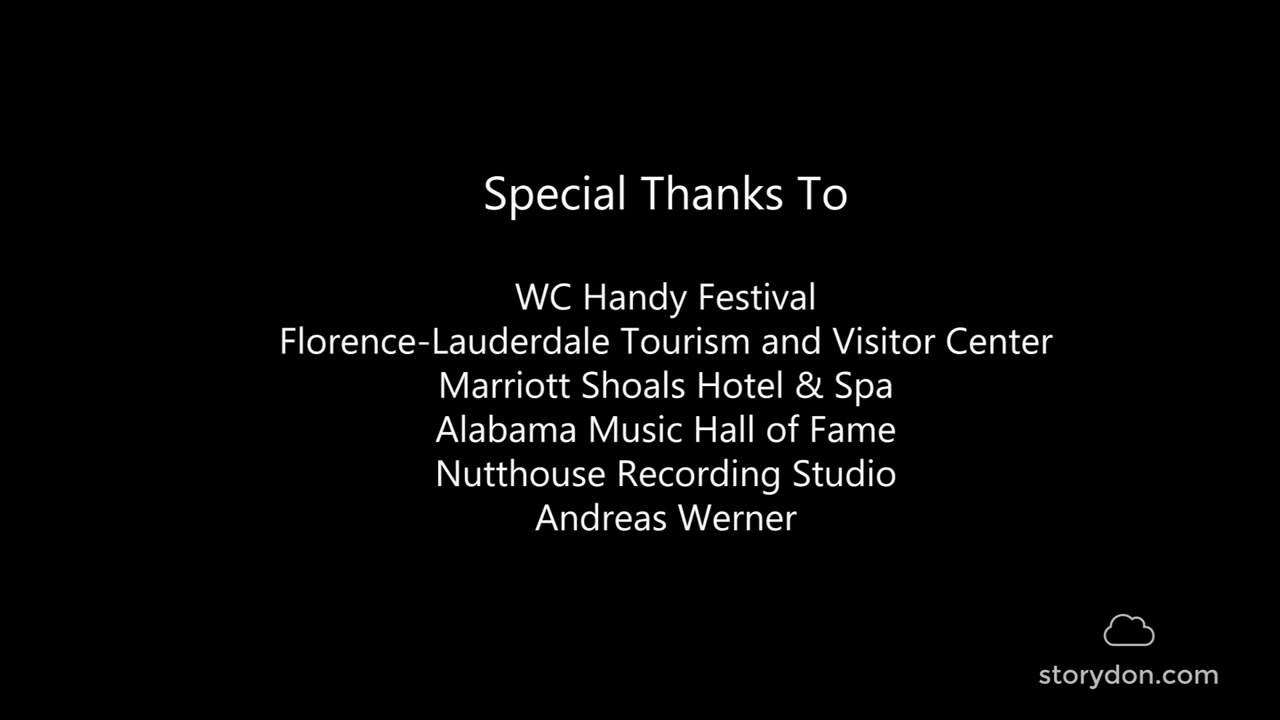 Special Thanks To
WC Handy Festival
Florence-Lauderdale Tourism and Visitor Center
Marriott Shoals Hotel & Spa
Alabama Music Hall of Fame
Nutthouse Recording Studio
Andreas Werner
storydon.com